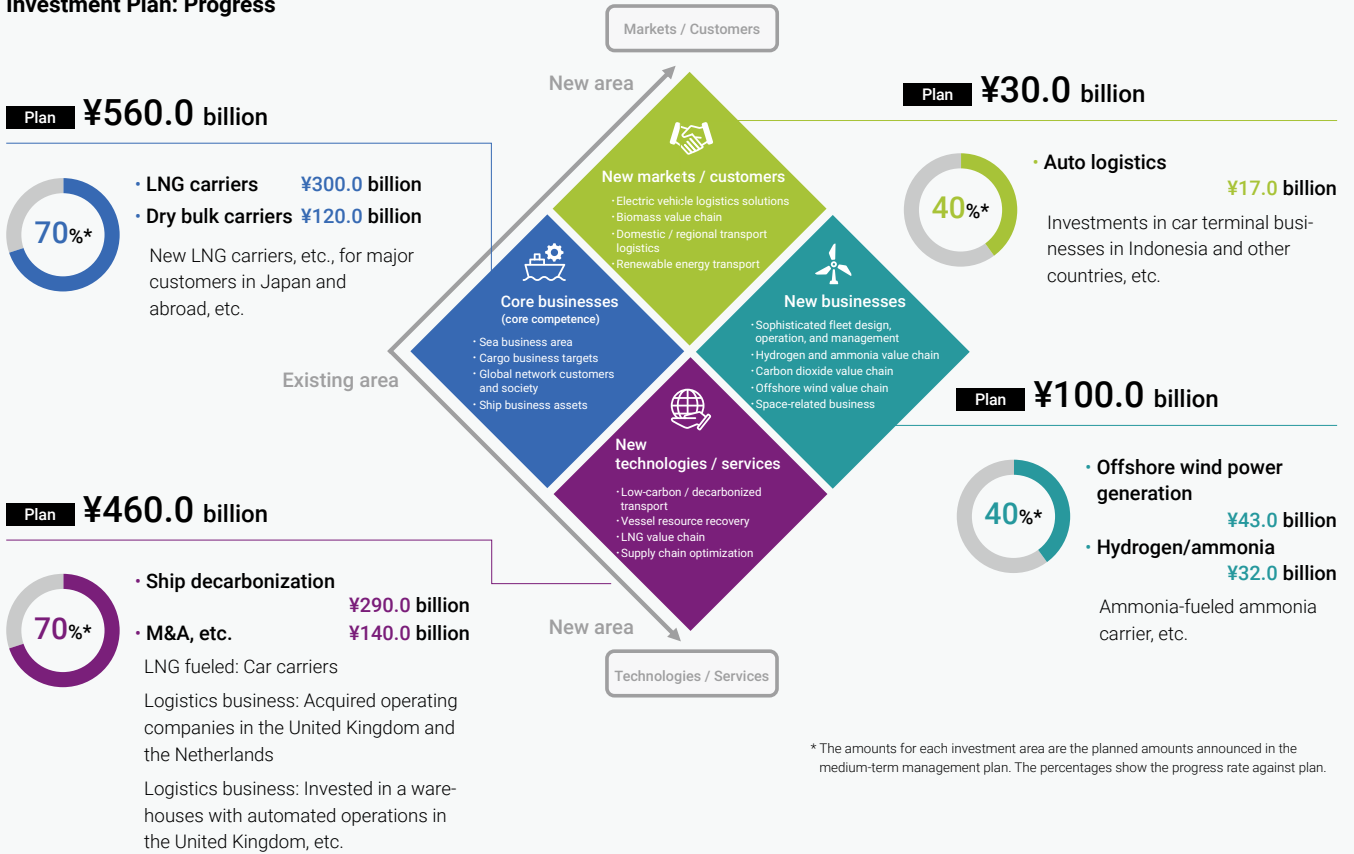 Investment Plan: Progress
Markets / Customers
New area
Plan ¥560.0 billion
70%*
・LNG carriers ¥300.0 billion
・Dry bulk carriers ¥120.0 billion
New LNG carriers, etc., for major
customers in Japan and
abroad, etc.
Plan ¥30.0 billion
40%*
・Auto logistics
¥17.0 billion
Investments in car terminal busi-
nesses in Indonesia and other
countries, etc.
New markets / customers
・Electric vehicle logistics solutions
・Biomass value chain
・Domestic / regional transport
logistics
・Renewable energy transport
Core businesses
(core competence)
・Sea business area
・Cargo business targets
・Global network customers
and society
・Ship business assets
New businesses
・Sophisticated fleet design,
operation, and management
・Hydrogen and ammonia value chain
・Carbon dioxide value chain
・Offshore wind value chain
・Space-related business
Existing area
New
technologies / services
・Low-carbon / decarbonized
transport
・Vessel resource recovery
・LNG value chain
・Supply chain optimization
Plan ¥460.0 billion
70%*
・Ship decarbonization
¥290.0 billion
・M&A, etc. ¥140.0 billion
LNG fueled: Car carriers
Logistics business: Acquired operating
companies in the United Kingdom and
the Netherlands
Logistics business: Invested in a ware-
houses with automated operations in
the United Kingdom, etc.
Plan ¥100.0 billion
40%*
・Offshore wind power
generation
¥43.0 billion
・Hydrogen/ammonia
¥32.0 billion
Ammonia-fueled ammonia
carrier, etc.
New area
Technologies / Services
* The amounts for each investment area are the planned amounts announced in the
medium-term management plan. The percentages show the progress rate against plan.